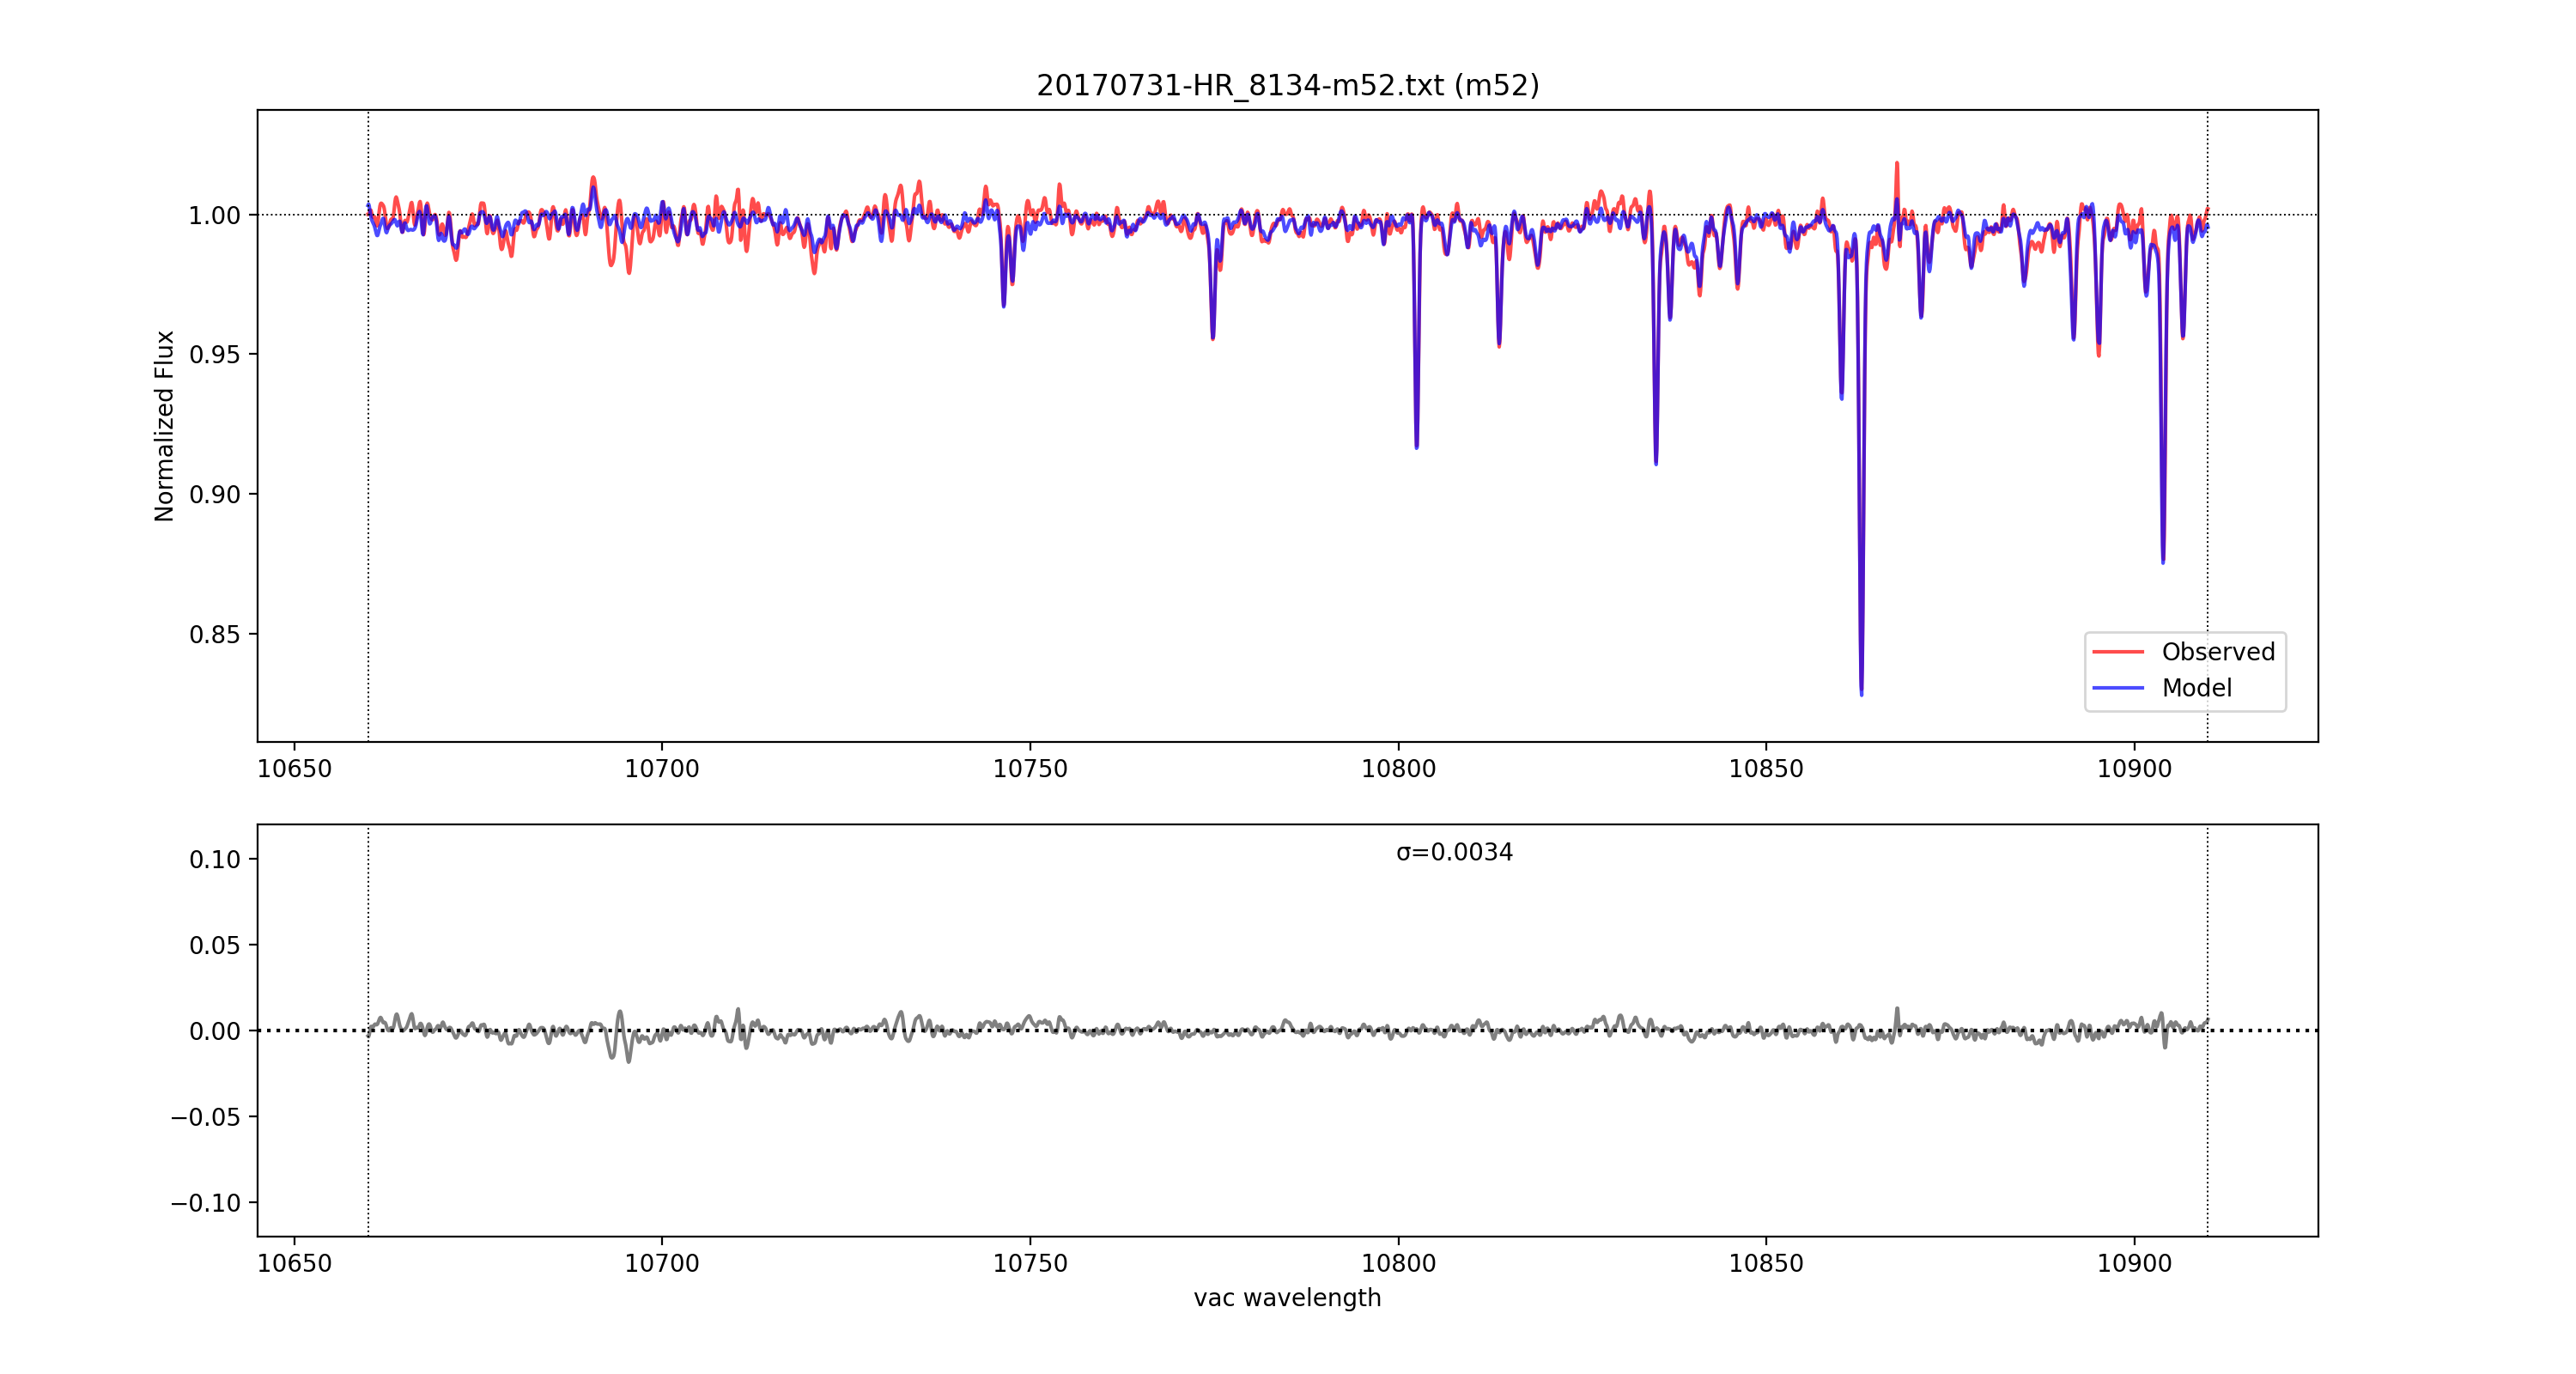 20170731-HR_8134-m52.txt (m52)
Normalized Flux
1.00
0.95
0.90
0.85
Observed
Model
10650 10700 10750 10800 10850 10900
σ=0.0034
0.10
0.05
0.00
−0.05
−0.10
10650 10700 10750 10800 10850 10900
vac wavelength